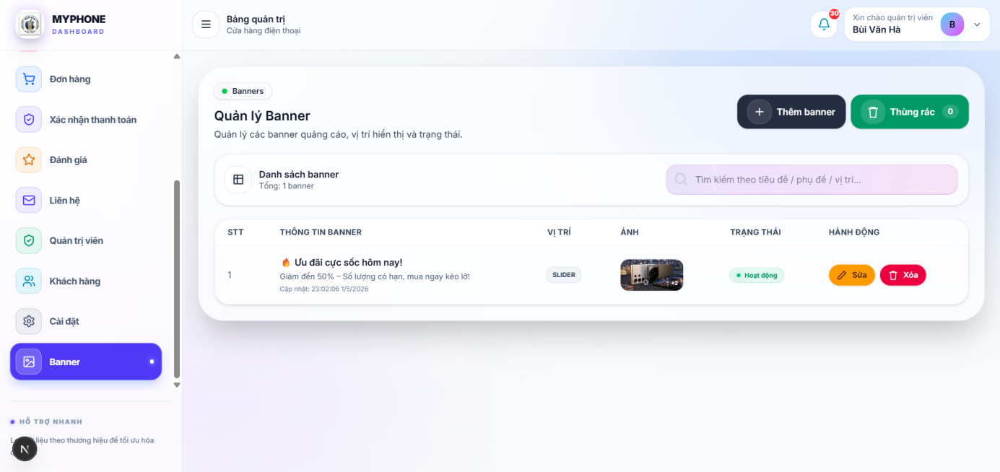 MYPHONE
DASHBOARD
Đơn hàng
Xác nhận thanh toán
Đánh giá
Liên hệ
Quản trị viên
Khách hàng
Cài đặt
Banner
HỖ TRỢ NHANH
liệu theo thương hiệu để tối ưu hóa
N
Bảng quản trị
Cửa hàng điện thoại
30
Xin chào quản trị viên
Bùi Văn Hà
B
Banners
Quản lý Banner
Quản lý các banner quảng cáo, vị trí hiển thị và trạng thái.
Thêm banner
Thùng rác 0
Danh sách banner
Tổng: 1 banner
Tìm kiếm theo tiêu đề / phụ đề / vị trí...
STT THÔNG TIN BANNER VỊ TRÍ ẢNH TRẠNG THÁI HÀNH ĐỘNG
1
🔥 Ưu đãi cực sốc hôm nay!
Giảm đến 50% – Số lượng có hạn, mua ngay kẻo lỡ!
Cập nhật: 23:02:06 1/5/2026
SLIDER
+2
Hoạt động
Sửa
Xóa